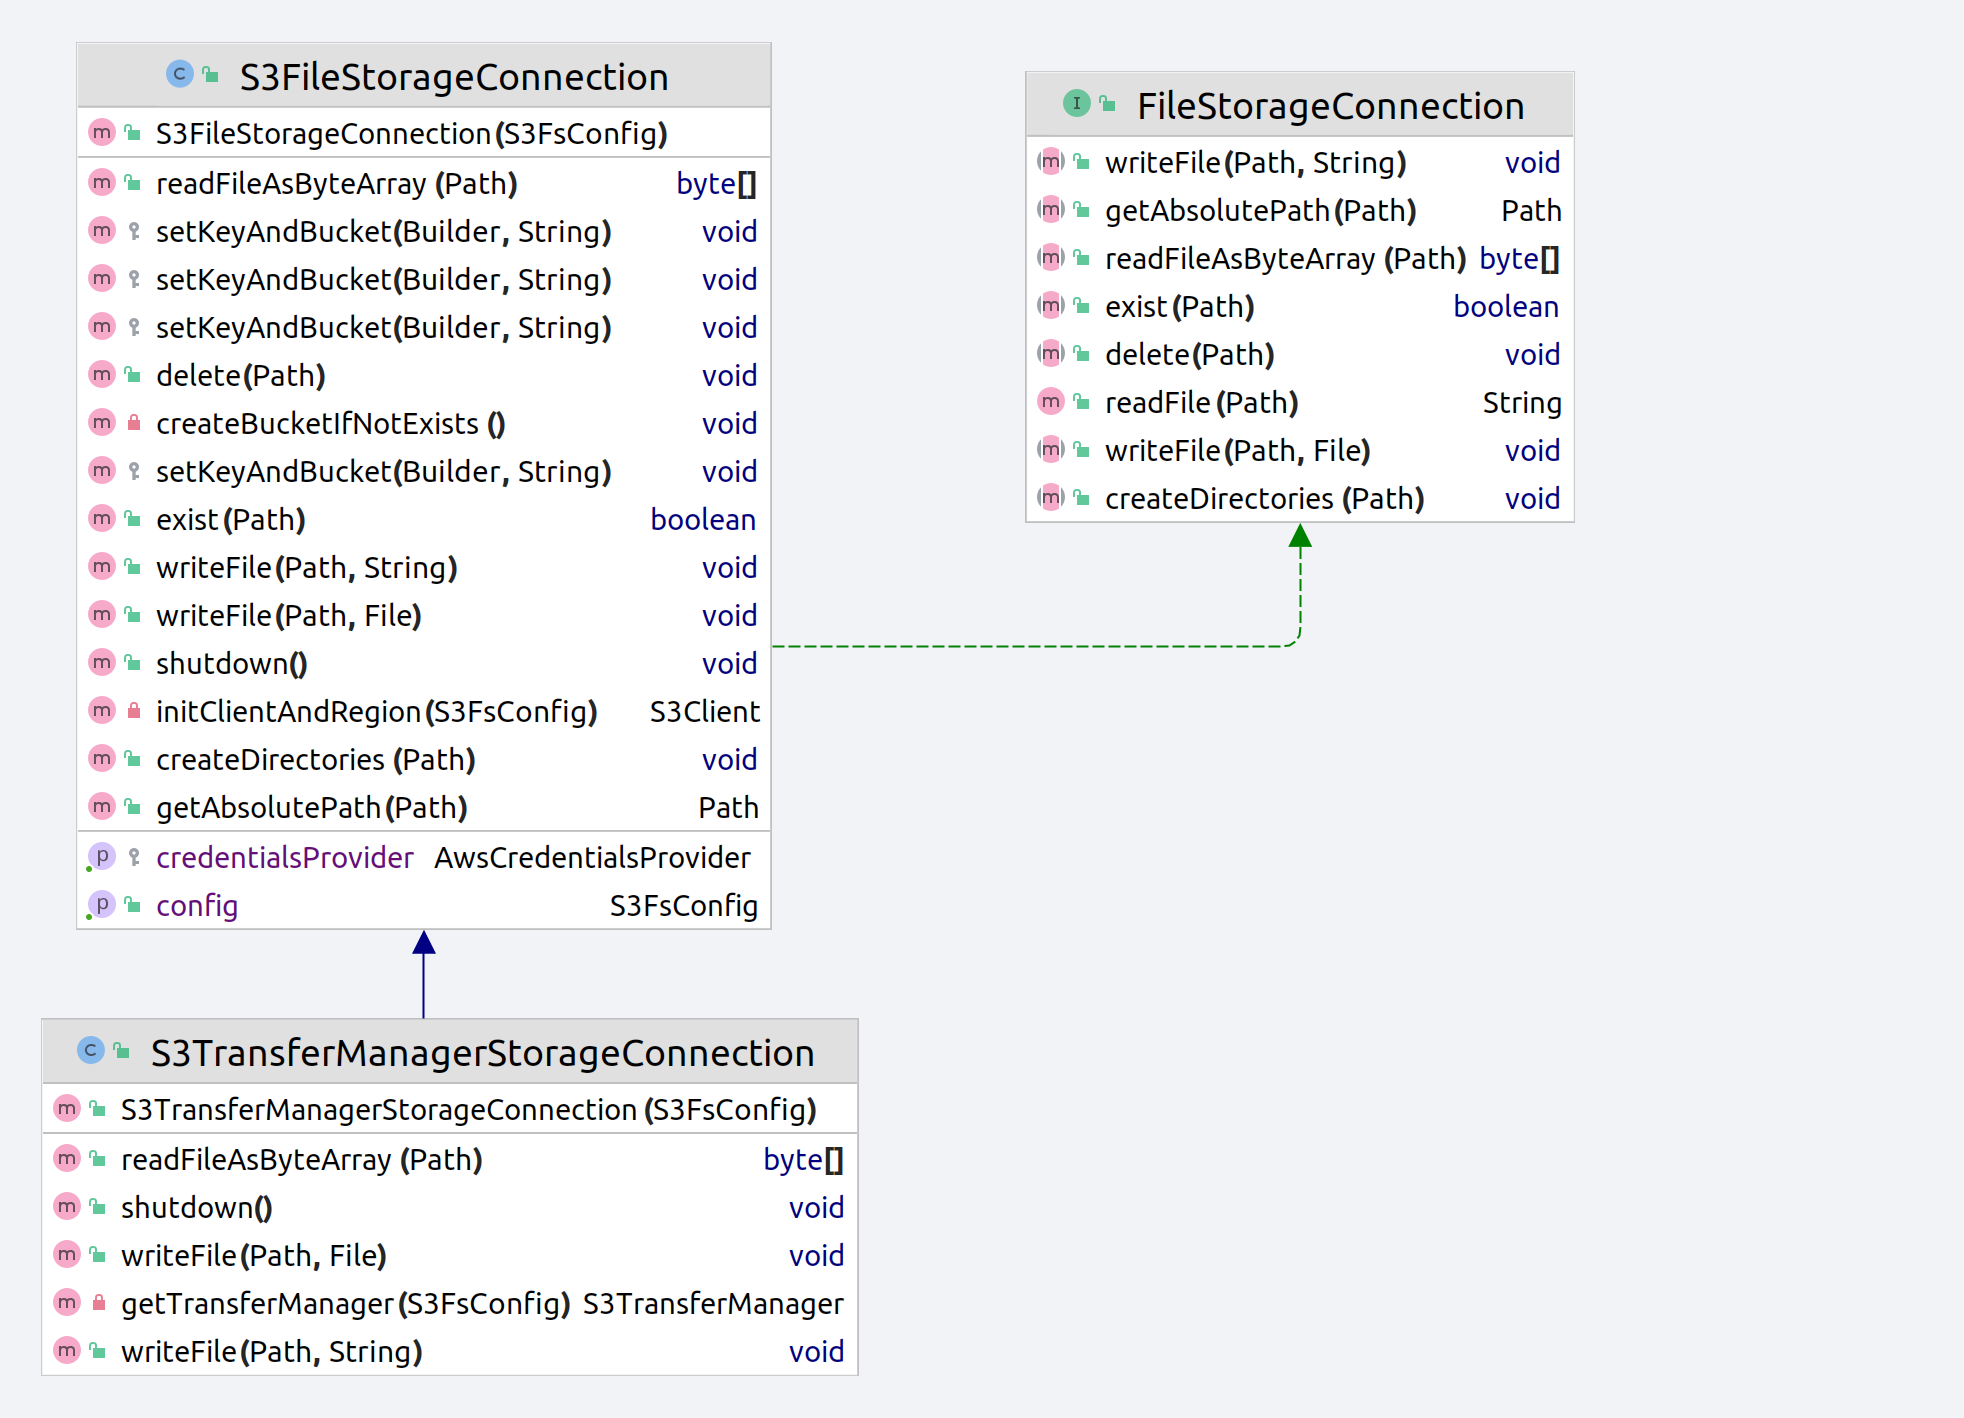 S3FileStorageConnection
S3FileStorageConnection(S3FsConfig)
readFileAsByteArray (Path) byte[]
setKeyAndBucket(Builder, String) void
setKeyAndBucket(Builder, String) void
setKeyAndBucket(Builder, String) void
delete(Path) void
createBucketIfNotExists () void
setKeyAndBucket(Builder, String) void
exist(Path) boolean
writeFile(Path, String) void
writeFile(Path, File) void
shutdown() void
initClientAndRegion(S3FsConfig) S3Client
createDirectories (Path) void
getAbsolutePath(Path) Path
credentialsProvider AwsCredentialsProvider
config S3FsConfig
FileStorageConnection
writeFile(Path, String) void
getAbsolutePath(Path) Path
readFileAsByteArray (Path) byte[]
exist(Path) boolean
delete(Path) void
readFile(Path) String
writeFile(Path, File) void
createDirectories (Path) void
S3TransferManagerStorageConnection
S3TransferManagerStorageConnection(S3FsConfig)
readFileAsByteArray (Path) byte[]
shutdown() void
writeFile(Path, File) void
getTransferManager(S3FsConfig) S3TransferManager
writeFile(Path, String) void